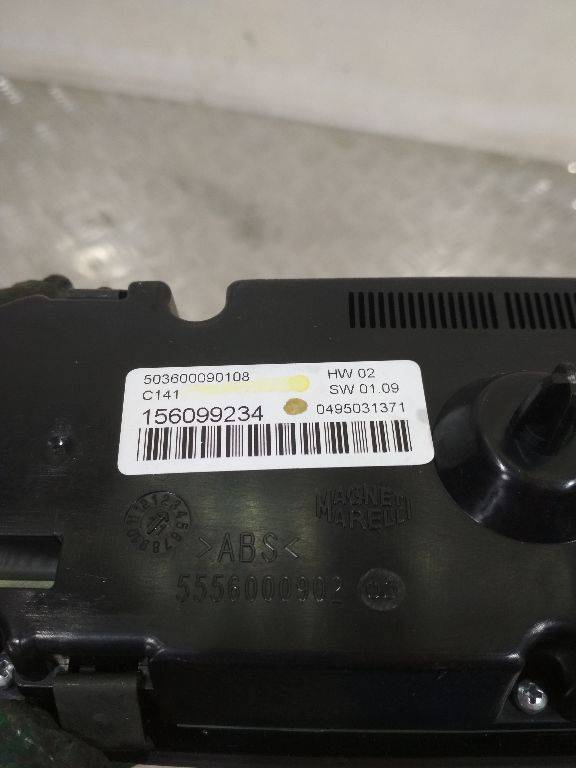 503600090108 HW 02
C141 SW 01.09
156099234 0495031371
MAGNETI
MARELLI
>ABS<
5556000902